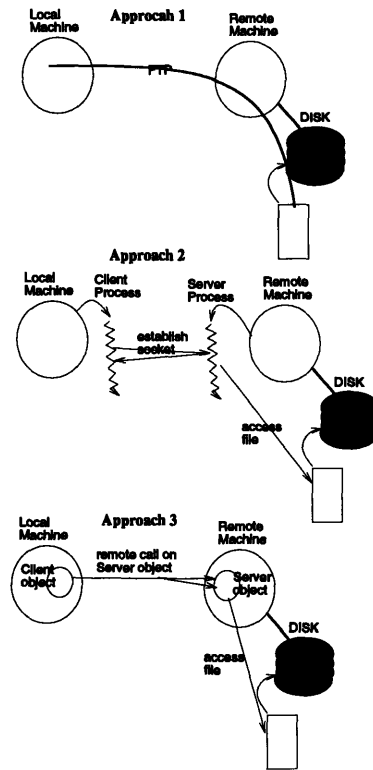 Approcah 1
Local
Machine
Remote
Machine
FTP
DISK
Approach 2
Local
Machine
Client
Process
Server
Process
Remote
Machine
establish
socket
DISK
access
file
Approach 3
Local
Machine
Remote
Machine
Client
object
remote call on
Server object
Server
object
DISK
access
file